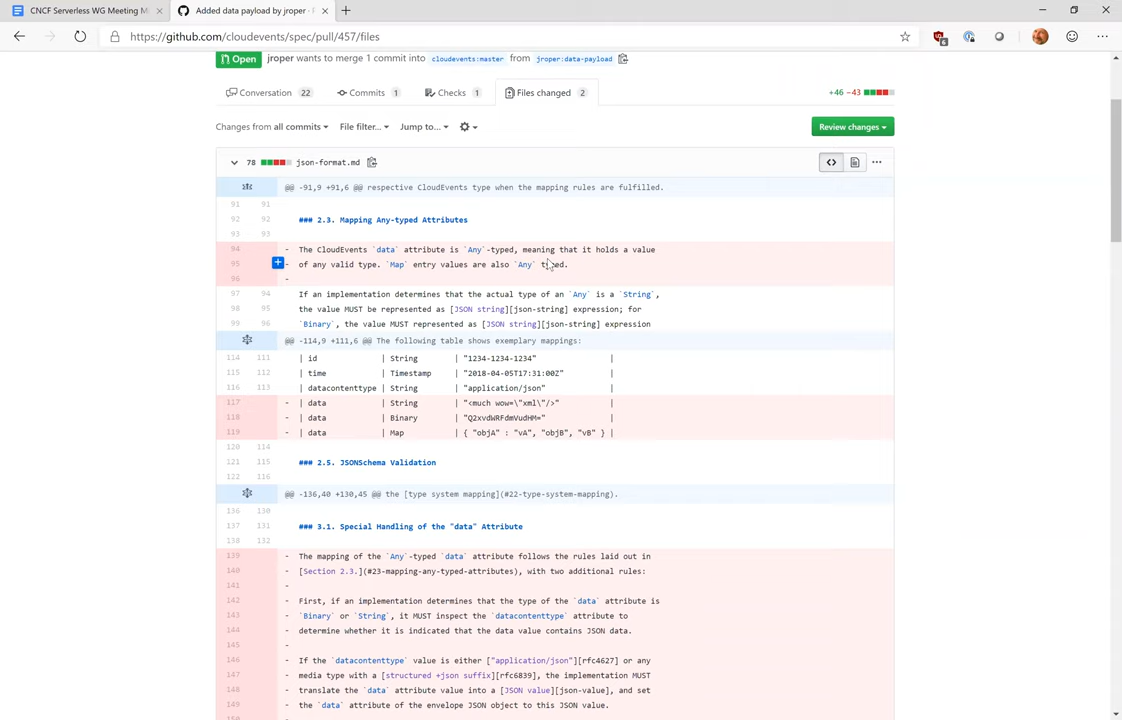 CNCF Serverless WG Meeting M
Added data payload by jroper ·
https://github.com/cloudevents/spec/pull/457/files
Open jroper wants to merge 1 commit into cloudevents:master from jroper:data-payload
Conversation 22 Commits 1 Checks 1 Files changed 2 +46 −43
Changes from all commits File filter... Jump to... Review changes
78 json-format.md
@@ -91,9 +91,6 @@ respective CloudEvents type when the mapping rules are fulfilled.
91 91
92 92 ### 2.3. Mapping Any-typed Attributes
93 93
94 - The CloudEvents `data` attribute is `Any`-typed, meaning that it holds a value
95 - of any valid type. `Map` entry values are also `Any` typed.
96 -
97 94 If an implementation determines that the actual type of an `Any` is a `String`,
98 95 the value MUST be represented as [JSON string][json-string] expression; for
99 96 `Binary`, the value MUST represented as [JSON string][json-string] expression
@@ -114,9 +111,6 @@ The following table shows exemplary mappings:
114 111 | id | String | "1234-1234-1234" |
115 112 | time | Timestamp | "2018-04-05T17:31:00Z" |
116 113 | datacontenttype | String | "application/json" |
117 - | data | String | "<much wow=\"xml\"/>" |
118 - | data | Binary | "Q2xvdWRFdmVudHM=" |
119 - | data | Map | { "objA" : "vA", "objB", "vB" } |
120 114
121 115 ### 2.5. JSONSchema Validation
122 116
@@ -136,40 +130,45 @@ the [type system mapping](#22-type-system-mapping).
136 130
137 131 ### 3.1. Special Handling of the "data" Attribute
138 132
139 - The mapping of the `Any`-typed `data` attribute follows the rules laid out in
140 - [Section 2.3.](#23-mapping-any-typed-attributes), with two additional rules:
141 -
142 - First, if an implementation determines that the type of the `data` attribute is
143 - `Binary` or `String`, it MUST inspect the `datacontenttype` attribute to
144 - determine whether it is indicated that the data value contains JSON data.
145 -
146 - If the `datacontenttype` value is either ["application/json"][rfc4627] or any
147 - media type with a [structured +json suffix][rfc6839], the implementation MUST
148 - translate the `data` attribute value into a [JSON value][json-value], and set
149 - the `data` attribute of the envelope JSON object to this JSON value.
150 -